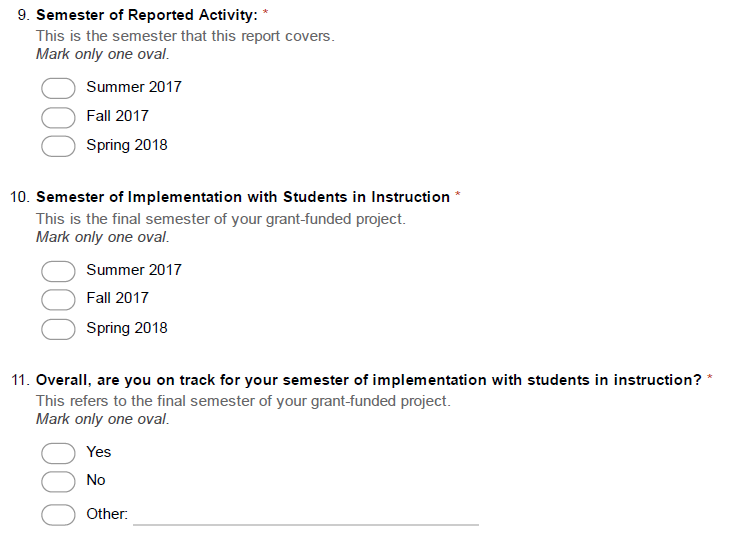 9. Semester of Reported Activity: *
This is the semester that this report covers.
Mark only one oval.
Summer 2017
Fall 2017
Spring 2018
10. Semester of Implementation with Students in Instruction *
This is the final semester of your grant-funded project.
Mark only one oval.
Summer 2017
Fall 2017
Spring 2018
11. Overall, are you on track for your semester of implementation with students in instruction? *
This refers to the final semester of your grant-funded project.
Mark only one oval.
Yes
No
Other: